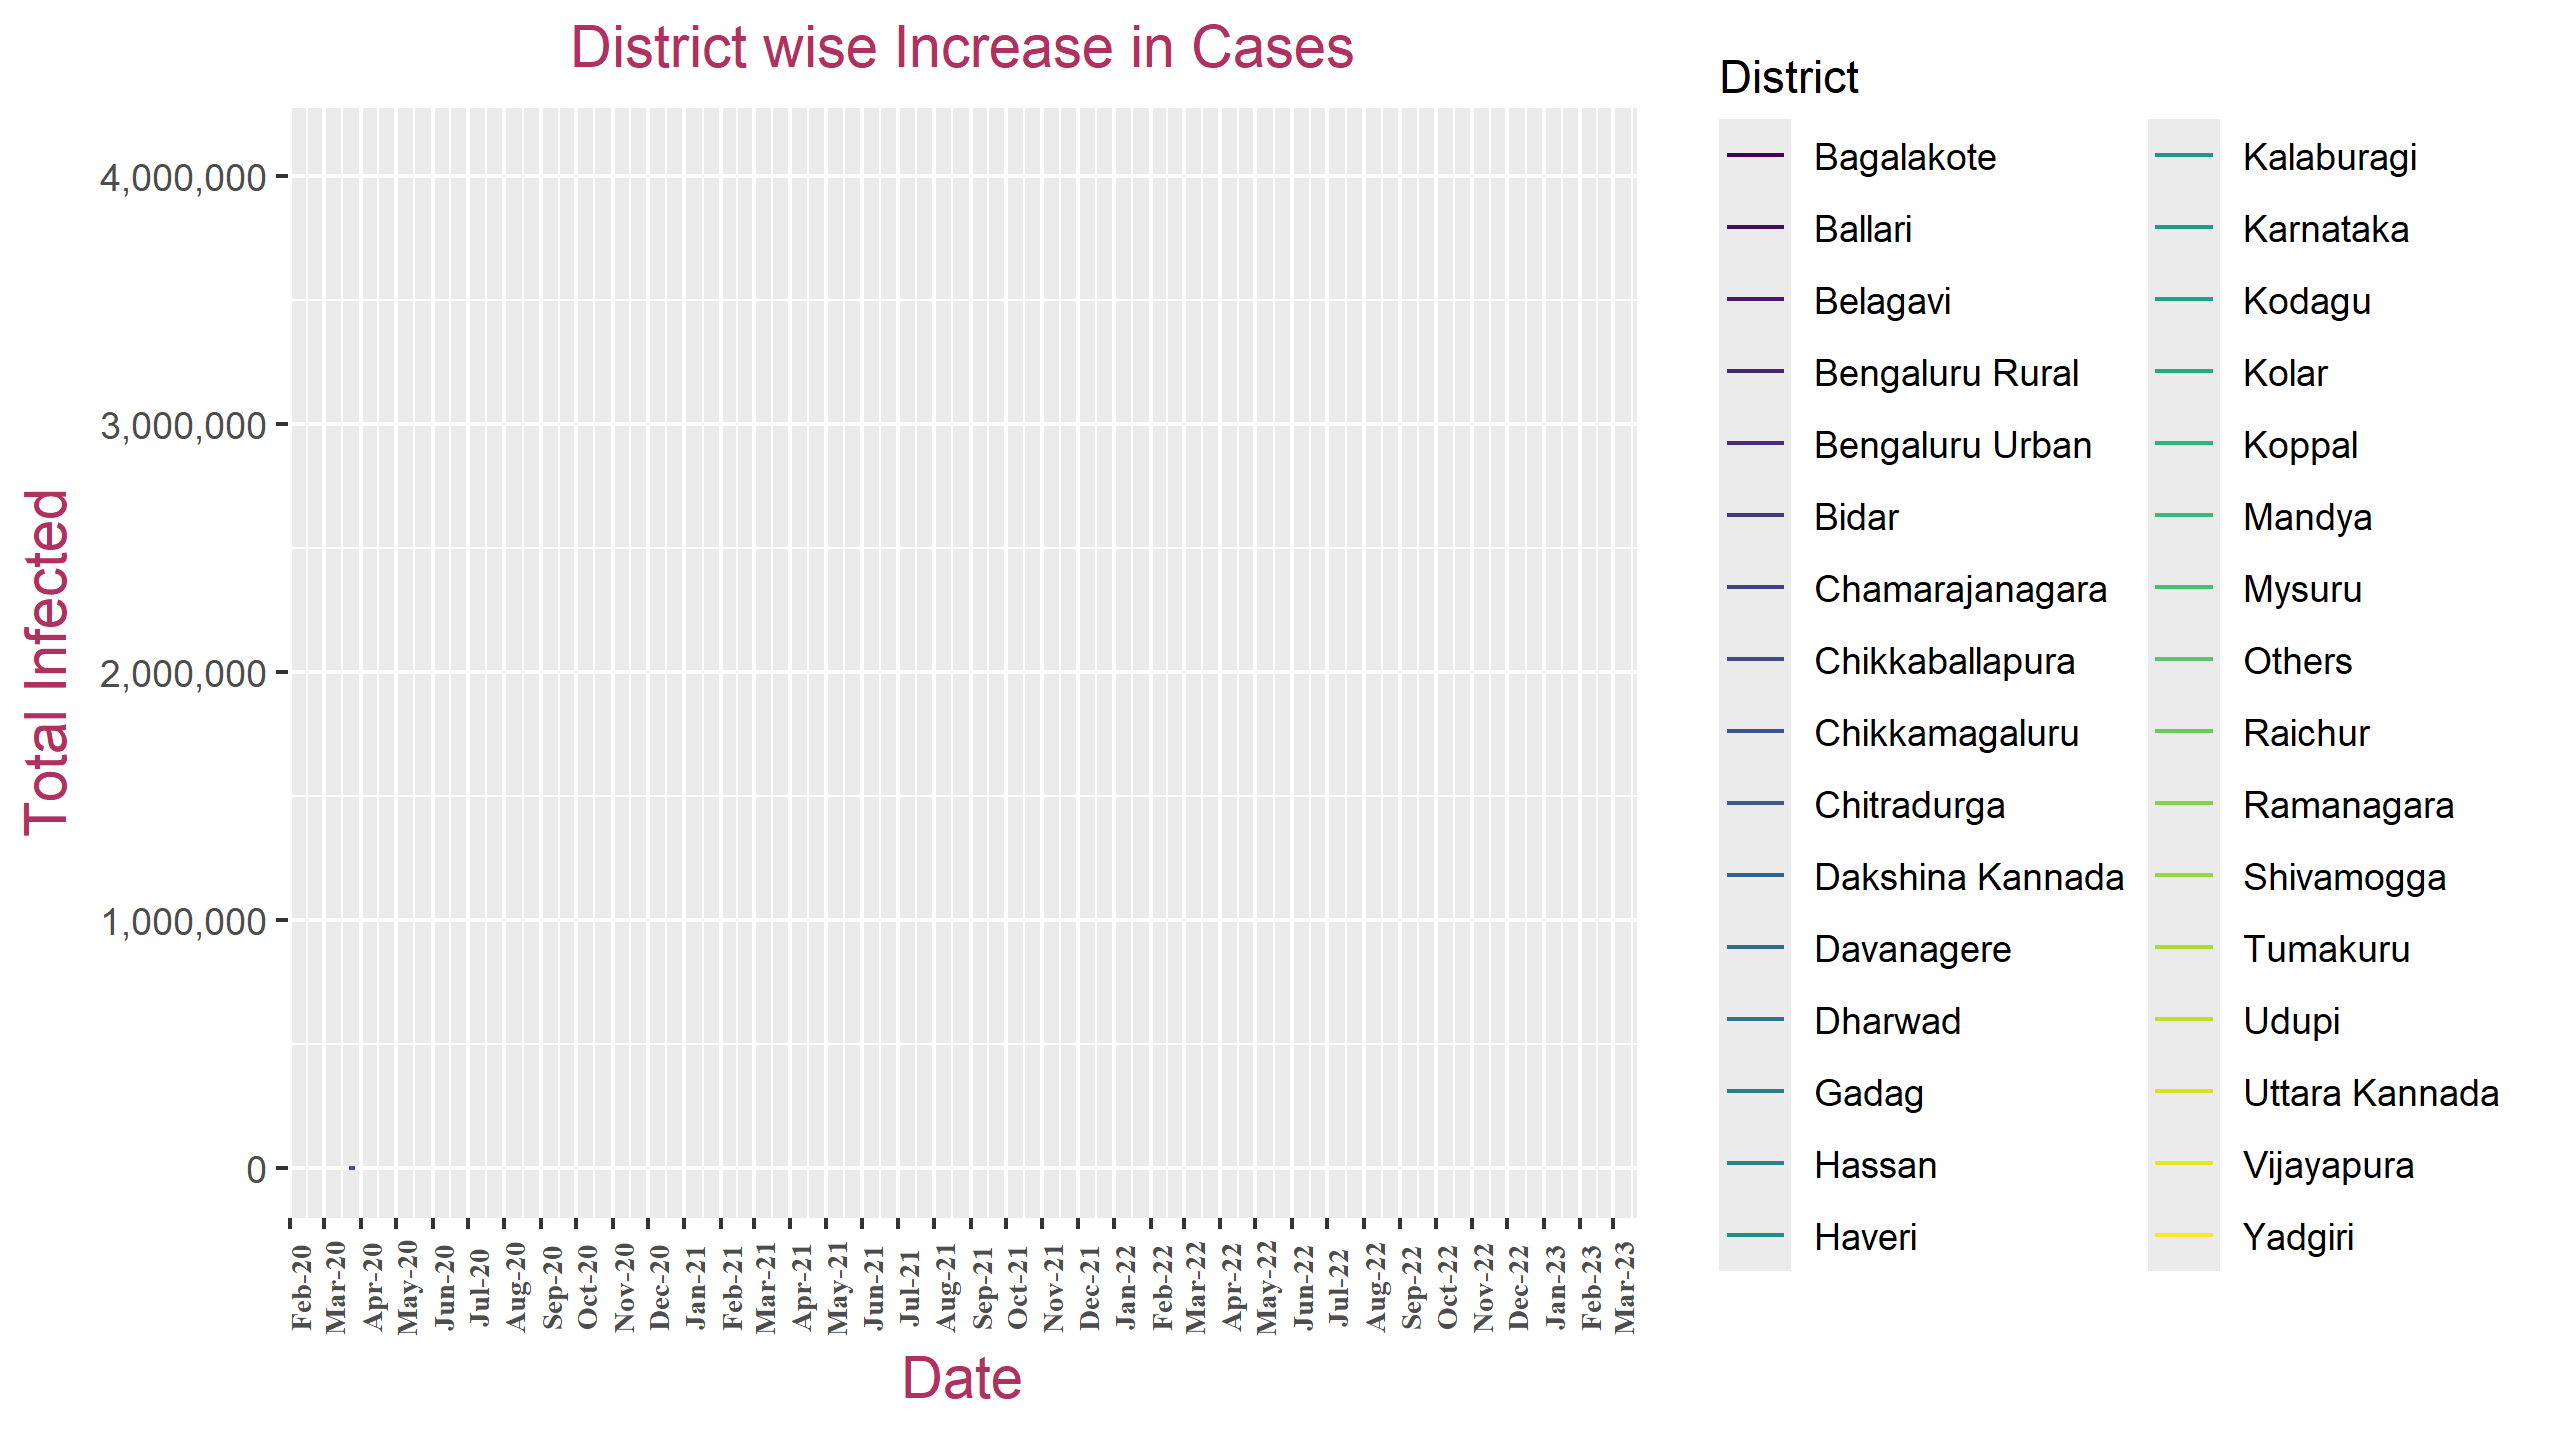 District wise Increase in Cases
Total Infected
4,000,000
3,000,000
2,000,000
1,000,000
0
Feb-20
Mar-20
Apr-20
May-20
Jun-20
Jul-20
Aug-20
Sep-20
Oct-20
Nov-20
Dec-20
Jan-21
Feb-21
Mar-21
Apr-21
May-21
Jun-21
Jul-21
Aug-21
Sep-21
Oct-21
Nov-21
Dec-21
Jan-22
Feb-22
Mar-22
Apr-22
May-22
Jun-22
Jul-22
Aug-22
Sep-22
Oct-22
Nov-22
Dec-22
Jan-23
Feb-23
Mar-23
Date
District
Bagalakote
Ballari
Belagavi
Bengaluru Rural
Bengaluru Urban
Bidar
Chamarajanagara
Chikkaballapura
Chikkamagaluru
Chitradurga
Dakshina Kannada
Davanagere
Dharwad
Gadag
Hassan
Haveri
Kalaburagi
Karnataka
Kodagu
Kolar
Koppal
Mandya
Mysuru
Others
Raichur
Ramanagara
Shivamogga
Tumakuru
Udupi
Uttara Kannada
Vijayapura
Yadgiri